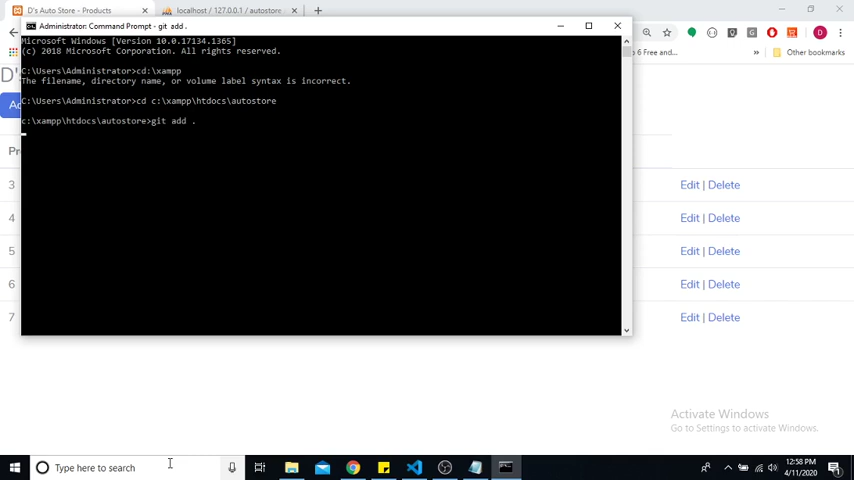 D's Auto Store - Products
localhost / 127.0.0.1 / autostore
Administrator: Command Prompt - git add .
Microsoft Windows [Version 10.0.17134.1365]
(c) 2018 Microsoft Corporation. All rights reserved.
C:\Users\Administrator>cd:\xampp
The filename, directory name, or volume label syntax is incorrect.
C:\Users\Administrator>cd c:\xampp\htdocs\autostore
c:\xampp\htdocs\autostore>git add .
6 Free and...
»
Other bookmarks
D'
Ad
Pr
3 Edit | Delete
4 Edit | Delete
5 Edit | Delete
6 Edit | Delete
7 Edit | Delete
Activate Windows
Go to Settings to activate Windows.
Type here to search
12:58 PM
4/11/2020